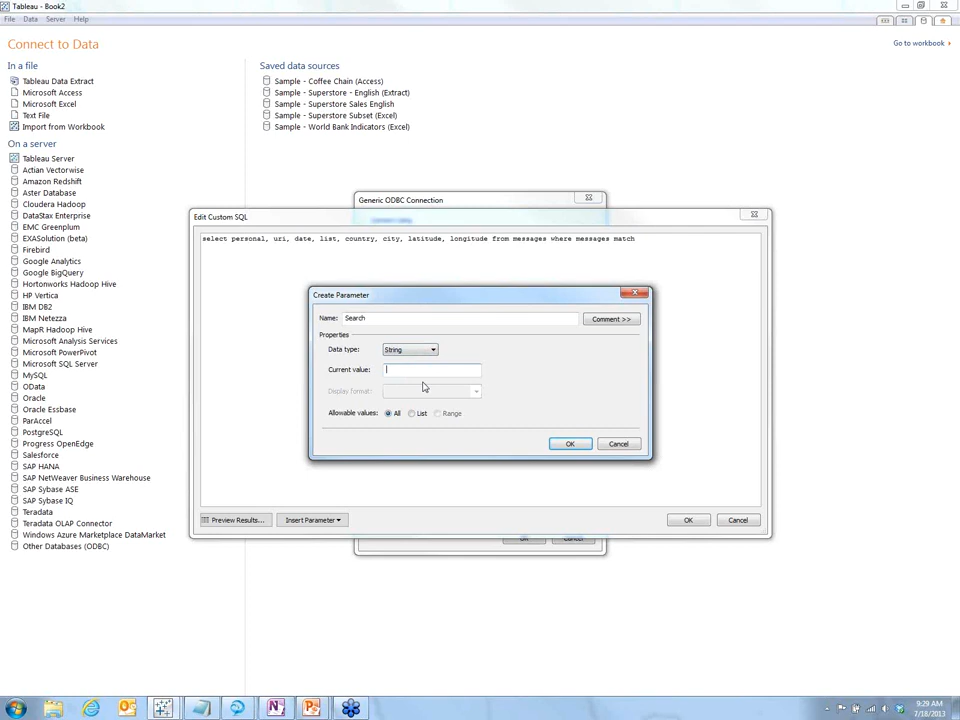 Tableau - Book2
File Data Server Help
Connect to Data
Go to workbook
In a file
Tableau Data Extract
Microsoft Access
Microsoft Excel
Text File
Import from Workbook
On a server
Tableau Server
Actian Vectorwise
Amazon Redshift
Aster Database
Cloudera Hadoop
DataStax Enterprise
EMC Greenplum
EXASolution (beta)
Firebird
Google Analytics
Google BigQuery
Hortonworks Hadoop Hive
HP Vertica
IBM DB2
IBM Netezza
MapR Hadoop Hive
Microsoft Analysis Services
Microsoft PowerPivot
Microsoft SQL Server
MySQL
OData
Oracle
Oracle Essbase
ParAccel
PostgreSQL
Progress OpenEdge
Salesforce
SAP HANA
SAP NetWeaver Business Warehouse
SAP Sybase ASE
SAP Sybase IQ
Teradata
Teradata OLAP Connector
Windows Azure Marketplace DataMarket
Other Databases (ODBC)
Saved data sources
Sample - Coffee Chain (Access)
Sample - Superstore - English (Extract)
Sample - Superstore Sales English
Sample - Superstore Subset (Excel)
Sample - World Bank Indicators (Excel)
Generic ODBC Connection
Edit Custom SQL
select personal, uri, date, list, country, city, latitude, longitude from messages where messages match
Create Parameter
Name: Search
Comment >>
Properties
Data type: String
Current value:
Display format:
Allowable values: All List Range
OK Cancel
Preview Results... Insert Parameter
OK Cancel
9:29 AM
7/18/2013